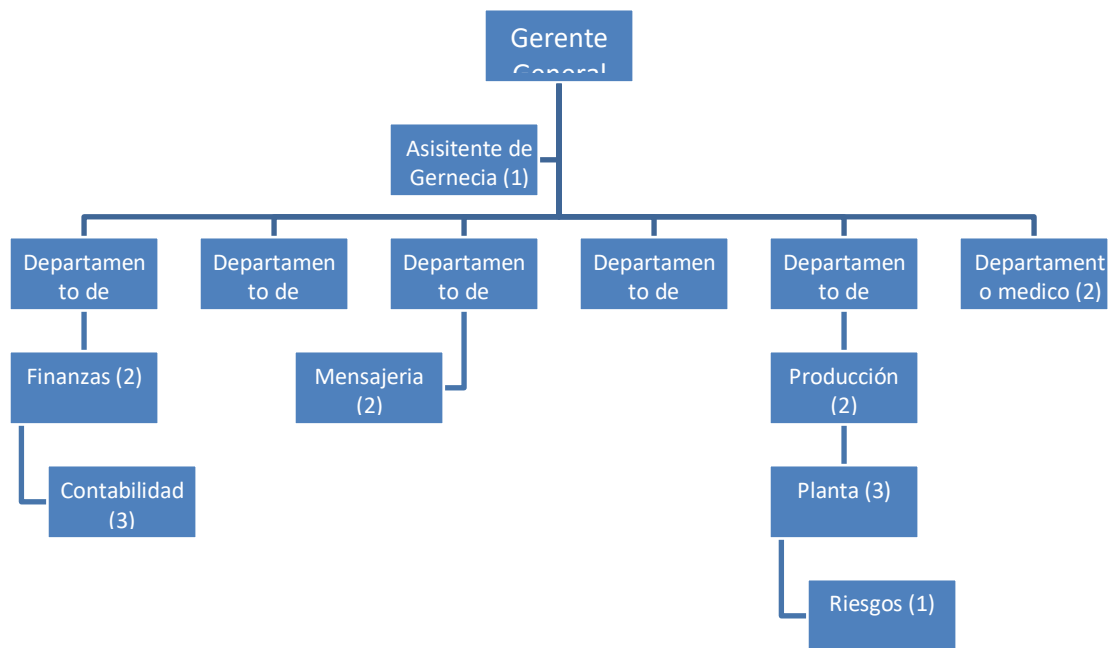 Gerente
General
Asisitente de
Gernecia (1)
Departamen
to de
Departamen
to de
Departamen
to de
Departamen
to de
Departamen
to de
Departament
o medico (2)
Finanzas (2)
Mensajeria
(2)
Producción
(2)
Contabilidad
(3)
Planta (3)
Riesgos (1)